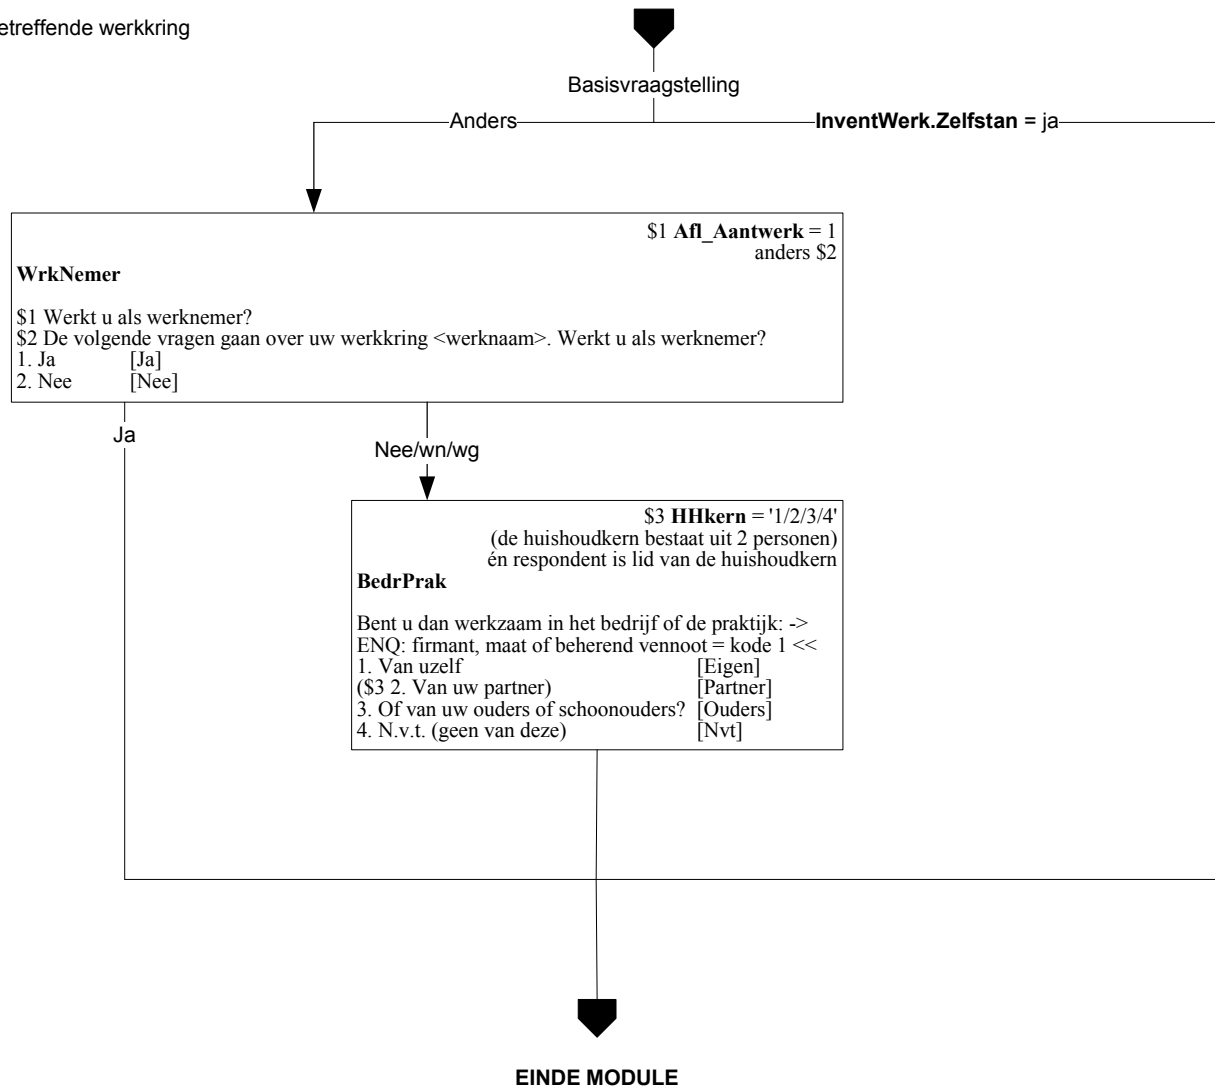 etreffende werkkring
Basisvraagstelling
Anders
InventWerk.Zelfstan = ja
$1 Afl_Aantwerk = 1
anders $2
WrkNemer
$1 Werkt u als werknemer?
$2 De volgende vragen gaan over uw werkkring <werknaam>. Werkt u als werknemer?
1. Ja [Ja]
2. Nee [Nee]
Ja
Nee/wn/wg
$3 HHkern = '1/2/3/4'
(de huishoudkern bestaat uit 2 personen)
én respondent is lid van de huishoudkern
BedrPrak
Bent u dan werkzaam in het bedrijf of de praktijk: ->
ENQ: firmant, maat of beherend vennoot = kode 1 <<
1. Van uzelf [Eigen]
($3 2. Van uw partner) [Partner]
3. Of van uw ouders of schoonouders? [Ouders]
4. N.v.t. (geen van deze) [Nvt]
EINDE MODULE